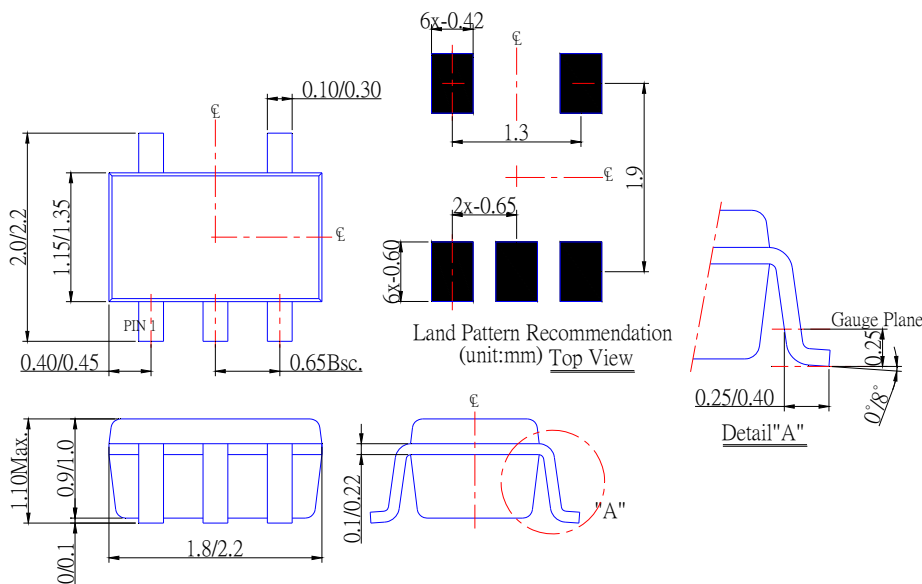 6x-0.42
℄
0.10/0.30
℄
1.3
2.0/2.2
1.15/1.35
℄
℄
1.9
2x-0.65
6x-0.60
PIN 1
Land Pattern Recommendation
(unit:mm) Top View
0.40/0.45
0.65Bsc.
Gauge Plane
0.25
0.25/0.40
0°/8°
Detail"A"
℄
1.10Max.
0.9/1.0
0.1/0.22
"A"
1.8/2.2
0/0.1